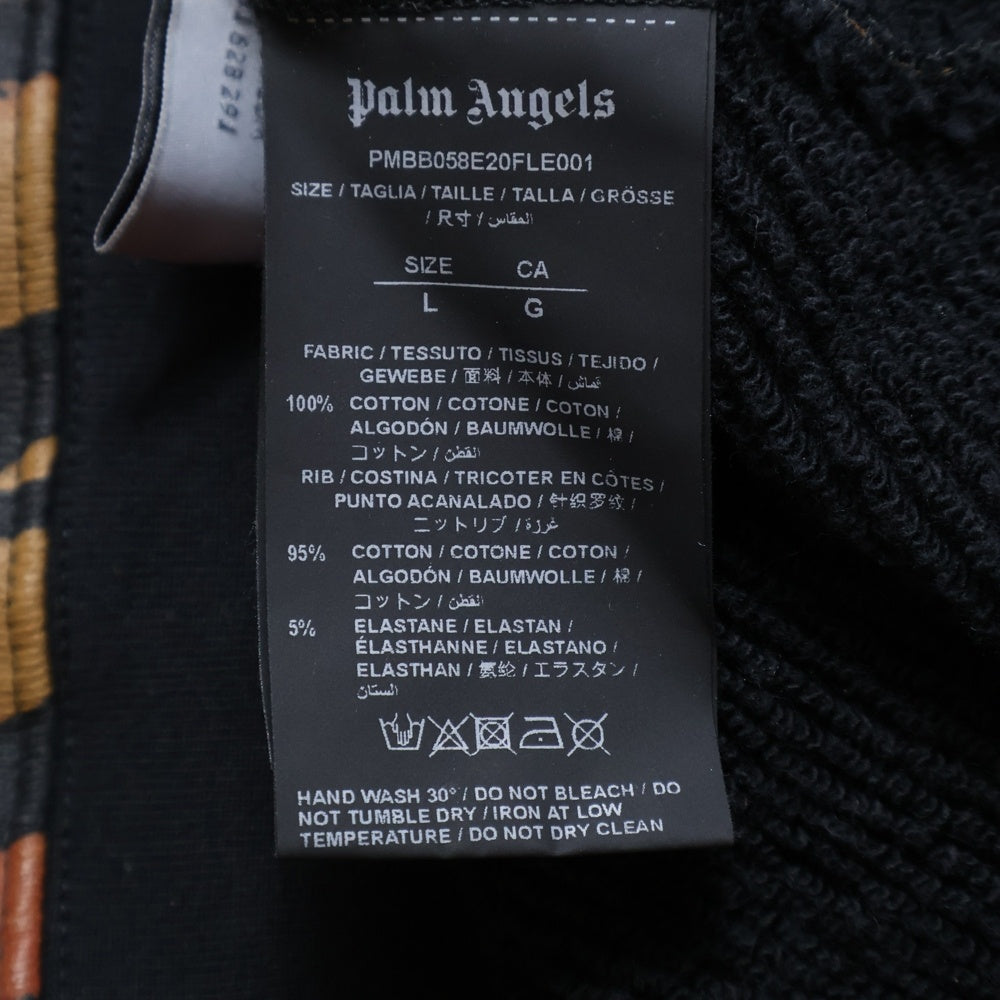 Palm Angels
PMBB058E20FLE001
SIZE / TAGLIA / TAILLE / TALLA / GRÖSSE
/ 尺寸 / المقاس
SIZE CA
L G
FABRIC / TESSUTO / TISSUS / TEJIDO /
GEWEBE / 面料 / 本体 / قماش
100% COTTON / COTONE / COTON /
ALGODÓN / BAUMWOLLE / 棉 /
コットン / القطن
RIB / COSTINA / TRICOTER EN CÔTES /
PUNTO ACANALADO / 针织罗纹 /
ニットリブ / غرزة
95% COTTON / COTONE / COTON /
ALGODÓN / BAUMWOLLE / 棉 /
コットン / القطن
5% ELASTANE / ELASTAN /
ÉLASTHANNE / ELASTANO /
ELASTHAN / 氨纶 / エラスタン /
الستان
HAND WASH 30° / DO NOT BLEACH / DO
NOT TUMBLE DRY / IRON AT LOW
TEMPERATURE / DO NOT DRY CLEAN